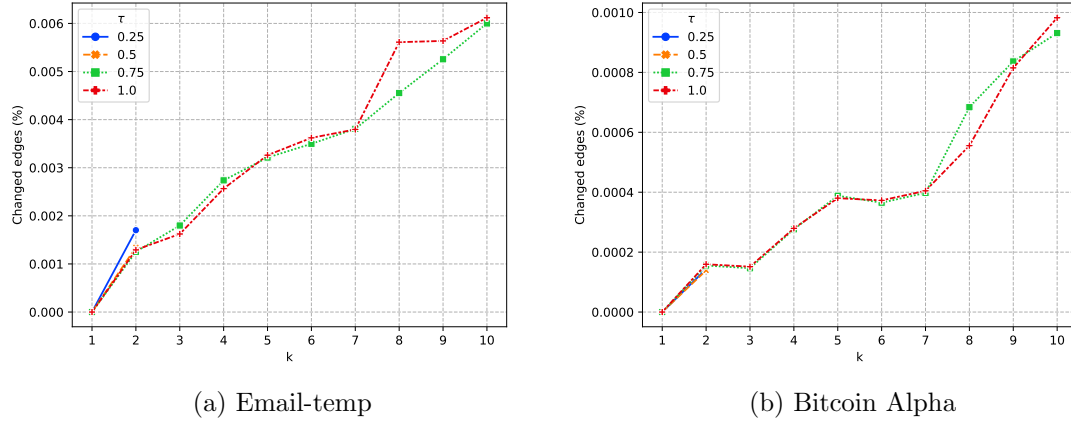 τ
0.25
0.5
0.75
1.0
0.006
0.005
0.004
0.003
0.002
0.001
0.000
Changed edges (%)
1 2 3 4 5 6 7 8 9 10
k
(a) Email-temp
τ
0.25
0.5
0.75
1.0
0.0010
0.0008
0.0006
0.0004
0.0002
0.0000
Changed edges (%)
1 2 3 4 5 6 7 8 9 10
k
(b) Bitcoin Alpha